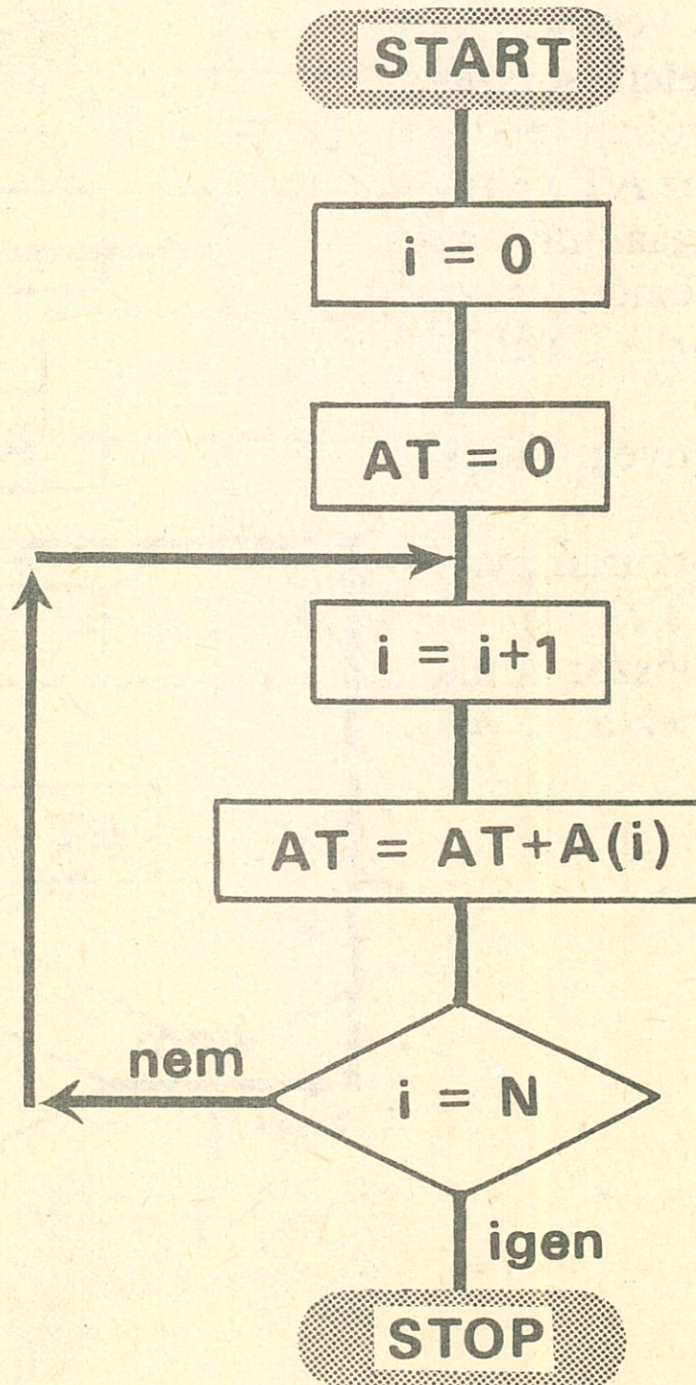 START
i = 0
AT = 0
i = i+1
AT = AT+A(i)
nem
i = N
igen
STOP